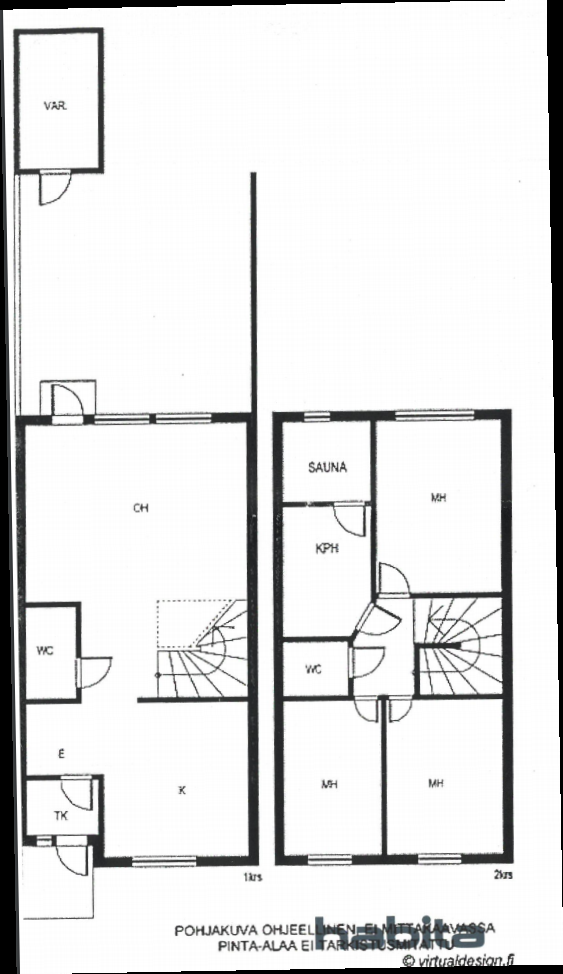 VAR.
OH
SAUNA
MH
KPH
WC
WC
E
K
TK
MH
MH
1krs
2krs
habita
POHJAKUVA OHJEELLINEN, EI MITTAKAAVASSA
PINTA-ALAA EI TARKISTUSMITATTU
© virtualdesign.fi